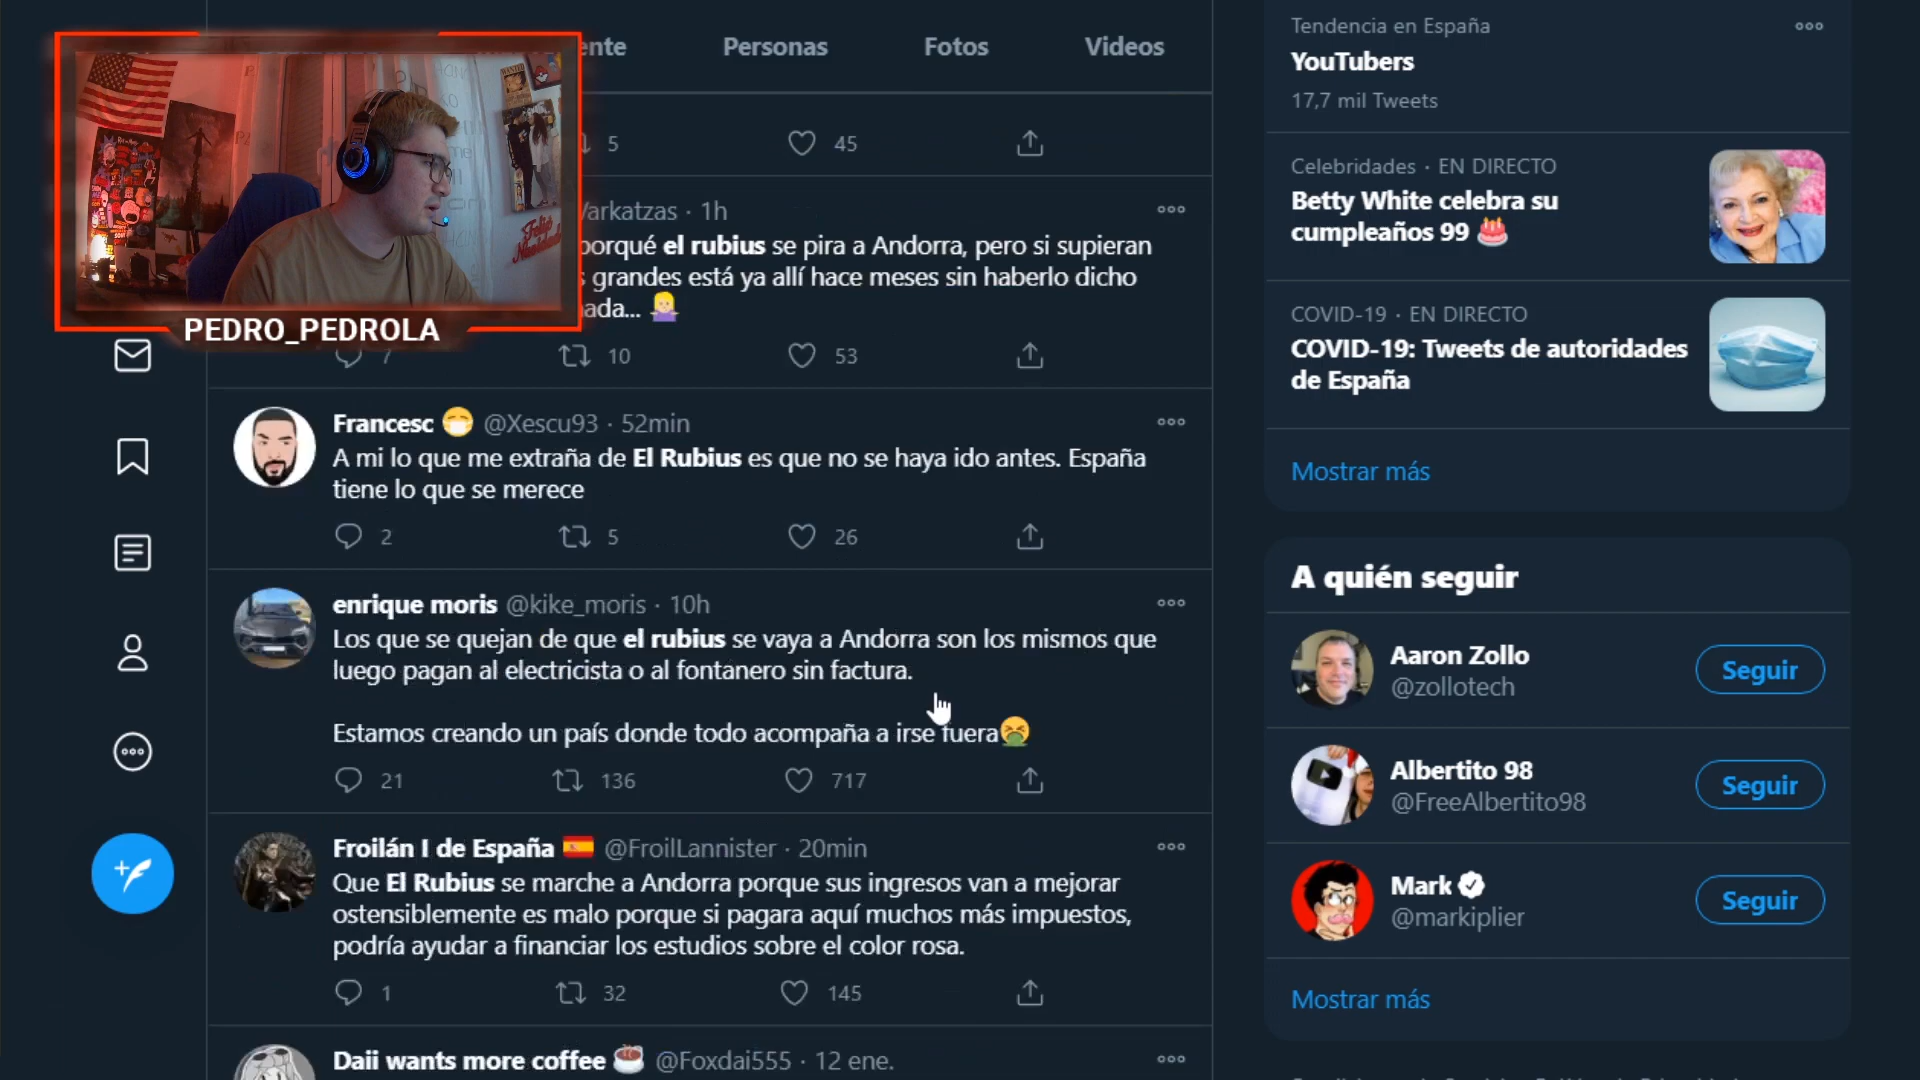 ente
Personas
Fotos
Videos
5
45
Varkatzas · 1h
porqué el rubius se pira a Andorra, pero si supieran
grandes está ya allí hace meses sin haberlo dicho
nada...
7
10
53
PEDRO_PEDROLA
Francesc @Xescu93 · 52min
A mi lo que me extraña de El Rubius es que no se haya ido antes. España
tiene lo que se merece
2
5
26
enrique moris @kike_moris · 10h
Los que se quejan de que el rubius se vaya a Andorra son los mismos que
luego pagan al electricista o al fontanero sin factura.
Estamos creando un país donde todo acompaña a irse fuera
21
136
717
Froilán I de España @FroilLannister · 20min
Que El Rubius se marche a Andorra porque sus ingresos van a mejorar
ostensiblemente es malo porque si pagara aquí muchos más impuestos,
podría ayudar a financiar los estudios sobre el color rosa.
1
32
145
Daii wants more coffee @Foxdai555 · 12 ene.
Tendencia en España
YouTubers
17,7 mil Tweets
Celebridades · EN DIRECTO
Betty White celebra su
cumpleaños 99
COVID-19 · EN DIRECTO
COVID-19: Tweets de autoridades
de España
Mostrar más
A quién seguir
Aaron Zollo
@zollotech
Seguir
Albertito 98
@FreeAlbertito98
Seguir
Mark
@markiplier
Seguir
Mostrar más